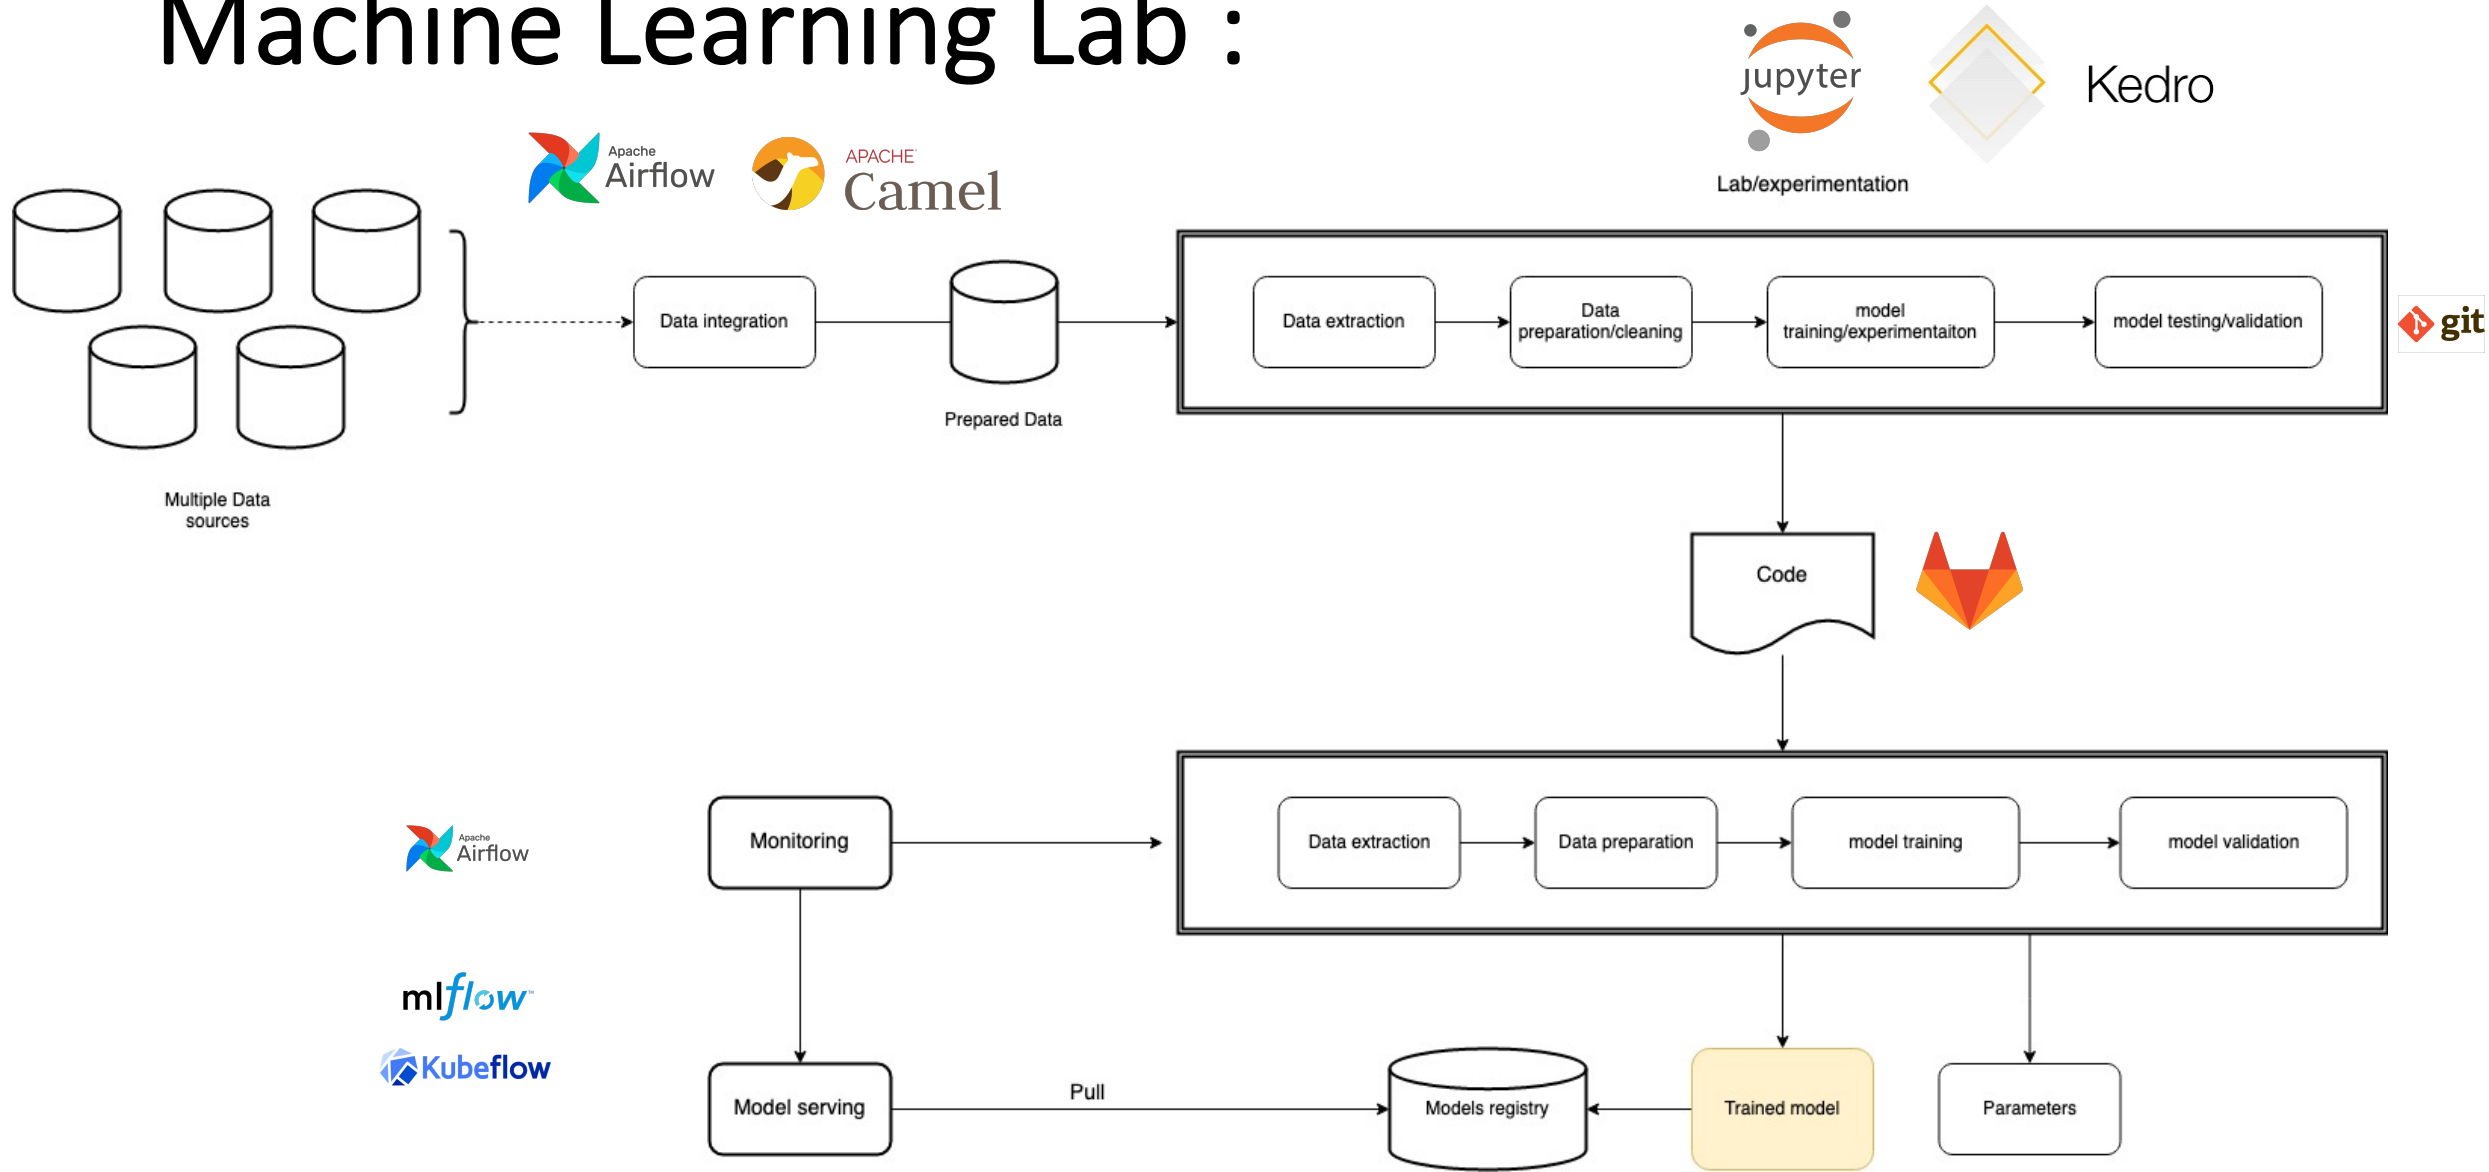 Machine Learning Lab :
jupyter
Kedro
Apache
Airflow
APACHE
Camel
Lab/experimentation
Data integration
Prepared Data
Data extraction
Data
preparation/cleaning
model
training/experimentaiton
model testing/validation
git
Multiple Data
sources
Code
Apache
Airflow
Monitoring
Data extraction
Data preparation
model training
model validation
mlflow™
Kubeflow
Model serving
Pull
Models registry
Trained model
Parameters